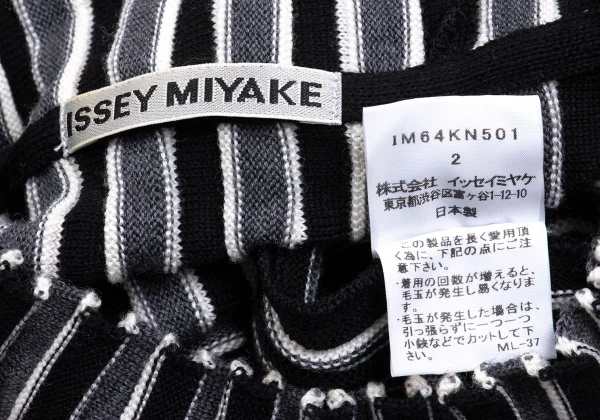 ISSEY MIYAKE
IM64KN501
2
株式会社 イッセイミヤケ
東京都渋谷区富ヶ谷1-12-10
日本製
この製品を長く愛用頂
く為に、下記の点にご注
意下さい。
・着用の回数が増えると、
毛玉が発生し易くなりま
す。
・毛玉が発生した場合は、
引っ張らずに一つ一つ
小鋏などでカットして下
さい。
ML-37